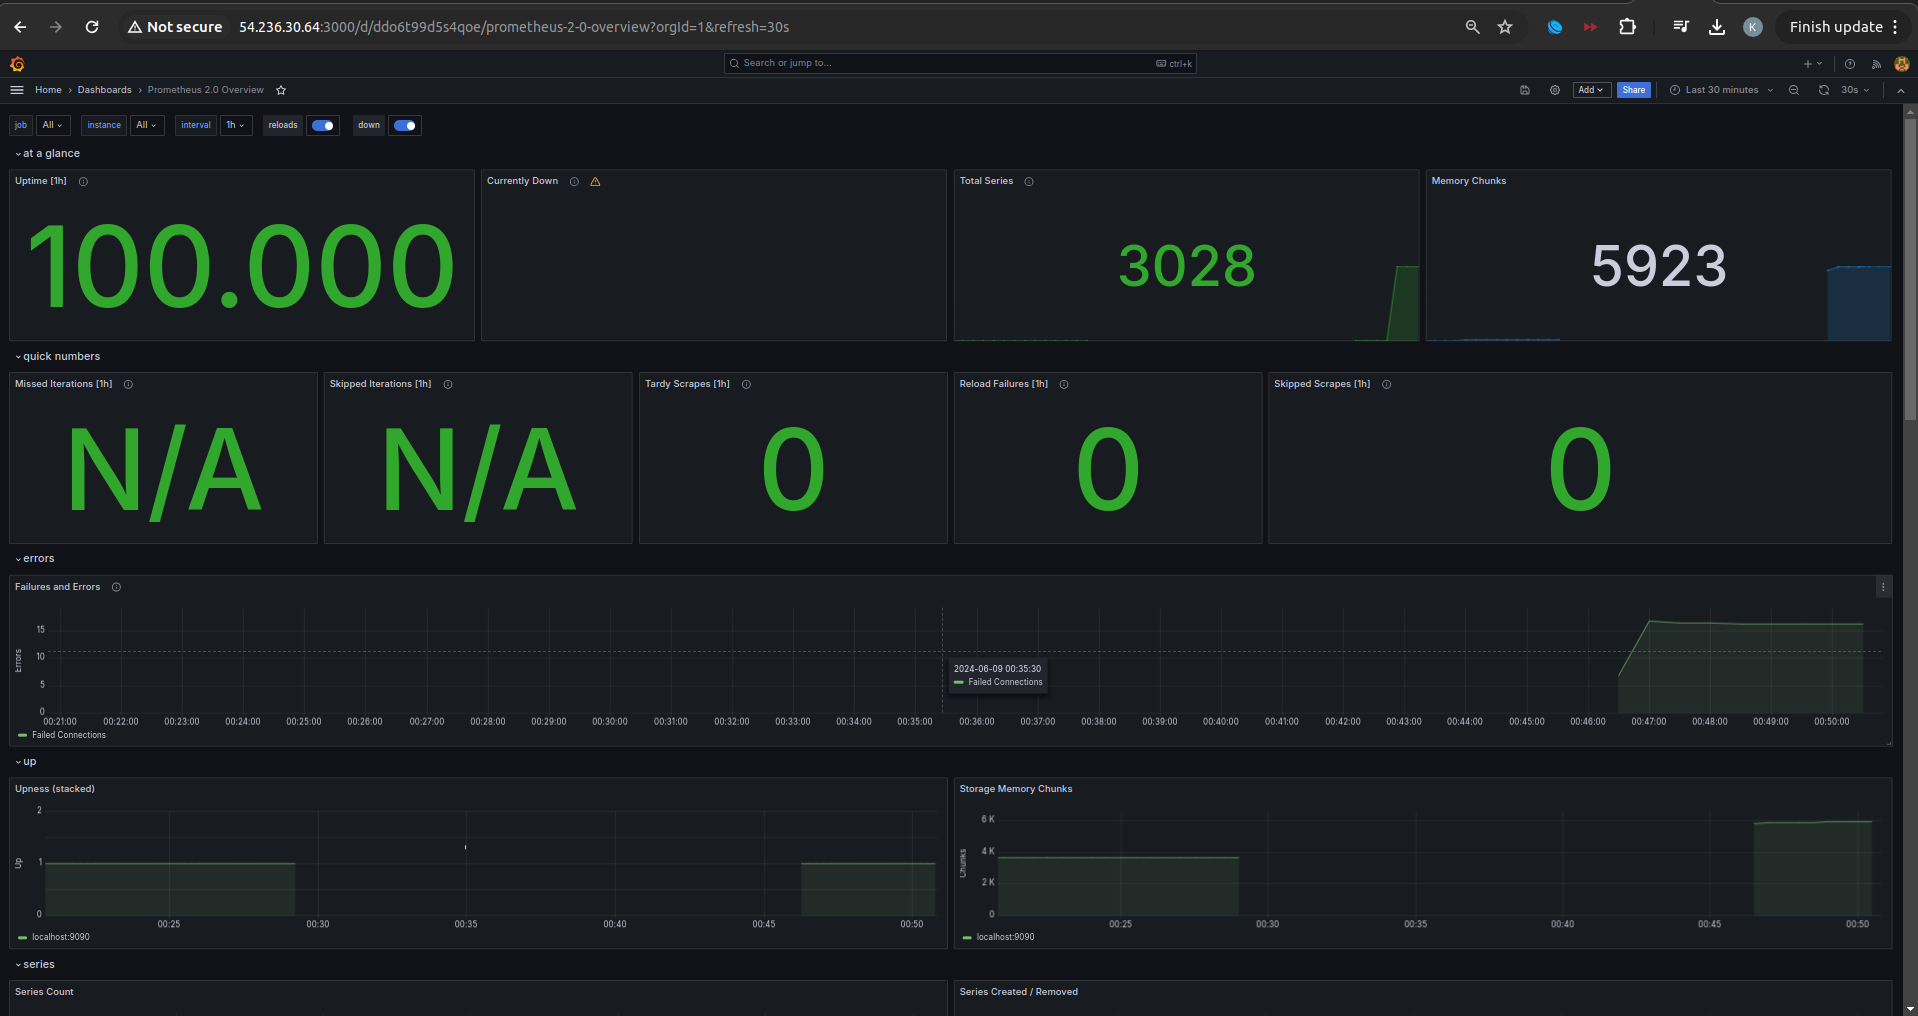 Not secure 54.236.30.64:3000/d/ddo6t99d5s4qoe/prometheus-2-0-overview?orgId=1&refresh=30s K Finish update
Search or jump to... ctrl+k
Home › Dashboards › Prometheus 2.0 Overview Add Share Last 30 minutes 30s
job All instance All interval 1h reloads down
at a glance
Uptime [1h] Currently Down Total Series Memory Chunks
100.000 3028 5923
quick numbers
Missed Iterations [1h] Skipped Iterations [1h] Tardy Scrapes [1h] Reload Failures [1h] Skipped Scrapes [1h]
N/A N/A 0 0 0
errors
Failures and Errors
Errors
15
10
5
0
2024-06-09 00:35:30
Failed Connections
00:21:00 00:22:00 00:23:00 00:24:00 00:25:00 00:26:00 00:27:00 00:28:00 00:29:00 00:30:00 00:31:00 00:32:00 00:33:00 00:34:00 00:35:00 00:36:00 00:37:00 00:38:00 00:39:00 00:40:00 00:41:00 00:42:00 00:43:00 00:44:00 00:45:00 00:46:00 00:47:00 00:48:00 00:49:00 00:50:00
Failed Connections
up
Upness (stacked)
Up
2
1
0
00:25 00:30 00:35 00:40 00:45 00:50
localhost:9090
Storage Memory Chunks
Chunks
6 K
4 K
2 K
0
00:25 00:30 00:35 00:40 00:45 00:50
localhost:9090
series
Series Count Series Created / Removed